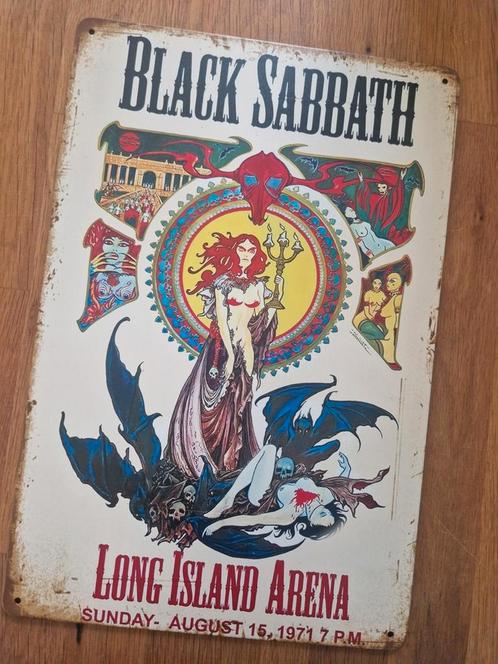 BLACK SABBATH
LONG ISLAND ARENA
SUNDAY- AUGUST 15, 1971 7 P.M.